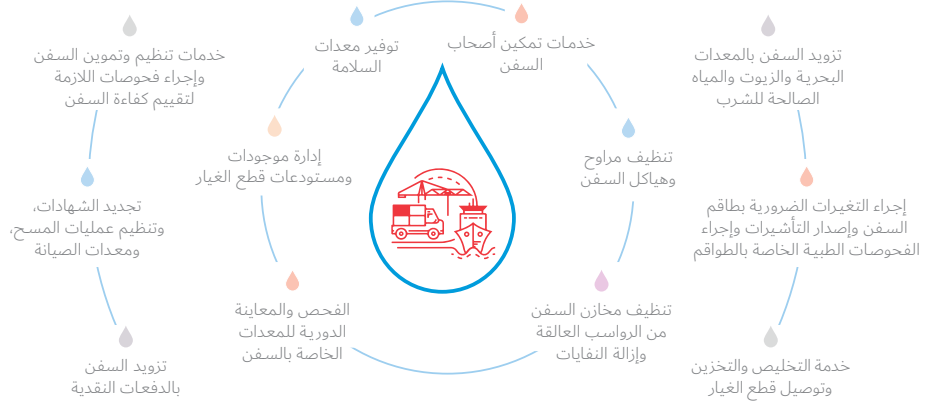 خدمات تمكين أصحاب
السفن
توفير معدات
السلامة
تزويد السفن بالمعدات
البحرية والزيوت والمياه
الصالحة للشرب
خدمات تنظيم وتموين السفن
وإجراء فحوصات اللازمة
لتقييم كفاءة السفن
تنظيف مراوح
وهياكل السفن
إدارة موجودات
ومستودعات قطع الغيار
إجراء التغيرات الضرورية بطاقم
السفن وإصدار التأشيرات وإجراء
الفحوصات الطبية الخاصة بالطواقم
تجديد الشهادات،
وتنظيم عمليات المسح،
ومعدات الصيانة
تنظيف مخازن السفن
من الرواسب العالقة
وإزالة النفايات
الفحص والمعاينة
الدورية للمعدات
الخاصة بالسفن
خدمة التخليص والتخزين
وتوصيل قطع الغيار
تزويد السفن
بالدفعات النقدية